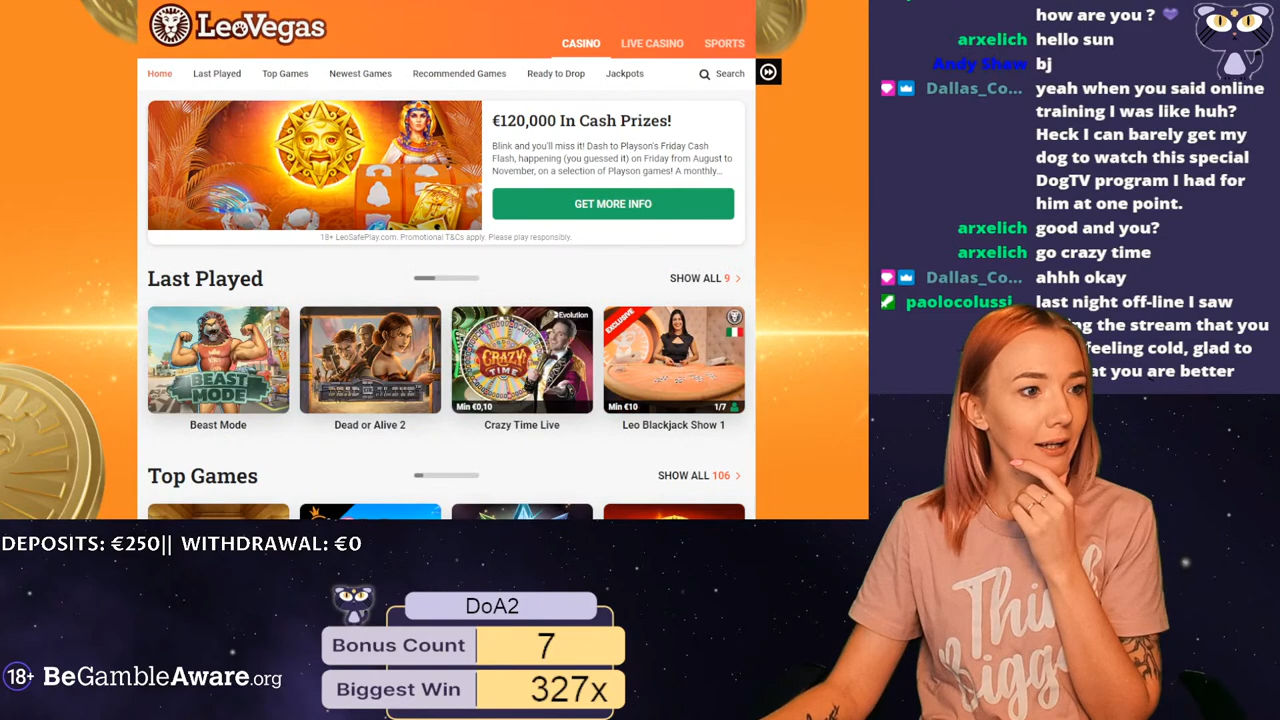 LeoVegas
CASINO LIVE CASINO SPORTS
Home Last Played Top Games Newest Games Recommended Games Ready to Drop Jackpots Search
€120,000 In Cash Prizes!
Blink and you'll miss it! Dash to Playson's Friday Cash
Flash, happening (you guessed it) on Friday from August to
November, on a selection of Playson games! A monthly...
GET MORE INFO
18+ LeoSafePlay.com. Promotional T&Cs apply. Please play responsibly.
Last Played
SHOW ALL 9
BEAST MODE
Evolution
CRAZY TIME
Min €0,10
EXCLUSIVE
Min €10
1/7
Beast Mode
Dead or Alive 2
Crazy Time Live
Leo Blackjack Show 1
Top Games
SHOW ALL 106
DEPOSITS: €250|| WITHDRAWAL: €0
DoA2
Bonus Count 7
Biggest Win 327x
18+ BeGambleAware.org
how are you ?
arxelich hello sun
Andy Shaw bj
Dallas_Co... yeah when you said online
training I was like huh?
Heck I can barely get my
dog to watch this special
DogTV program I had for
him at one point.
arxelich good and you?
arxelich go crazy time
Dallas_Co... ahhh okay
paolocolussi last night off-line I saw
the stream that you
feeling cold, glad to
you are better
Think
Bigger